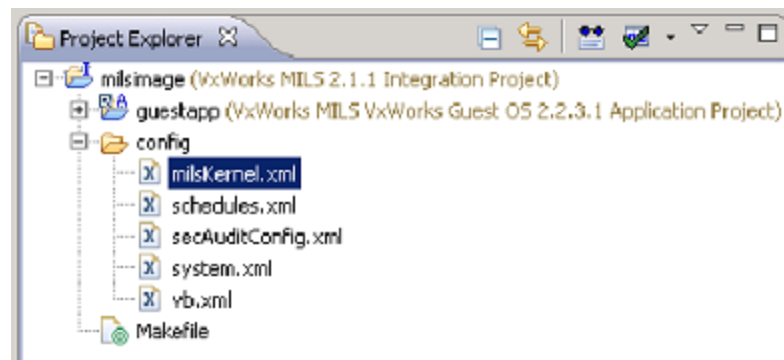 Project Explorer
milsimage (VxWorks MILS 2.1.1 Integration Project)
guestapp (VxWorks MILS VxWorks Guest OS 2.2.3.1 Application Project)
config
milsKernel.xml
schedules.xml
secAuditConfig.xml
system.xml
vb.xml
Makefile